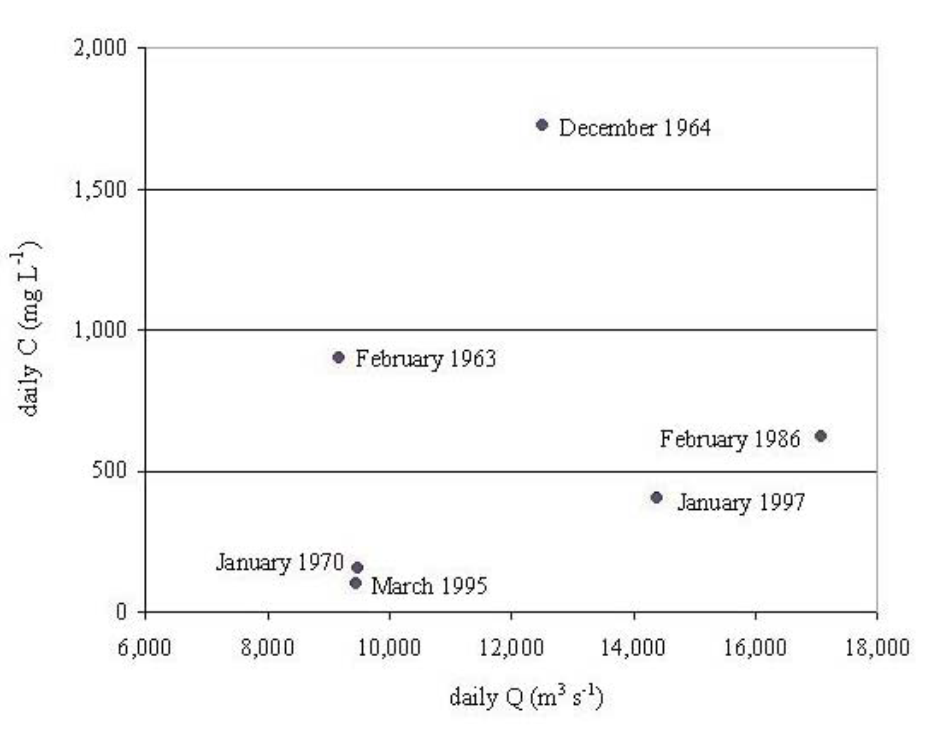 2,000
December 1964
1,500
1,000
February 1963
February 1986
500
January 1997
January 1970
March 1995
0
6,000 8,000 10,000 12,000 14,000 16,000 18,000
daily Q (m³ s⁻¹)
daily C (mg L⁻¹)